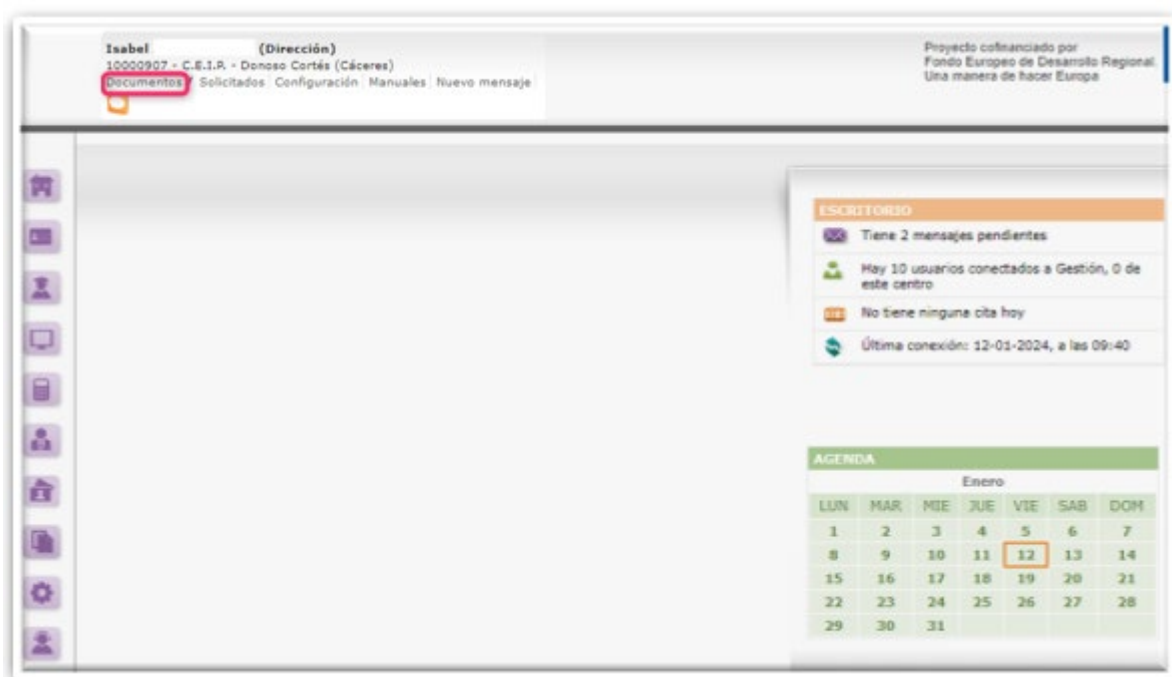 Isabel (Dirección)
10000907 - C.E.I.P. - Donoso Cortés (Cáceres)
Documentos Solicitados Configuración Manuales Nuevo mensaje
Proyecto cofinanciado por
Fondo Europeo de Desarrollo Regional.
Una manera de hacer Europa
ESCRITORIO
Tiene 2 mensajes pendientes
Hay 10 usuarios conectados a Gestión, 0 de
este centro
No tiene ninguna cita hoy
Última conexión: 12-01-2024, a las 09:40
AGENDA
Enero
LUN MAR MIE JUE VIE SAB DOM
1 2 3 4 5 6 7
8 9 10 11 12 13 14
15 16 17 18 19 20 21
22 23 24 25 26 27 28
29 30 31